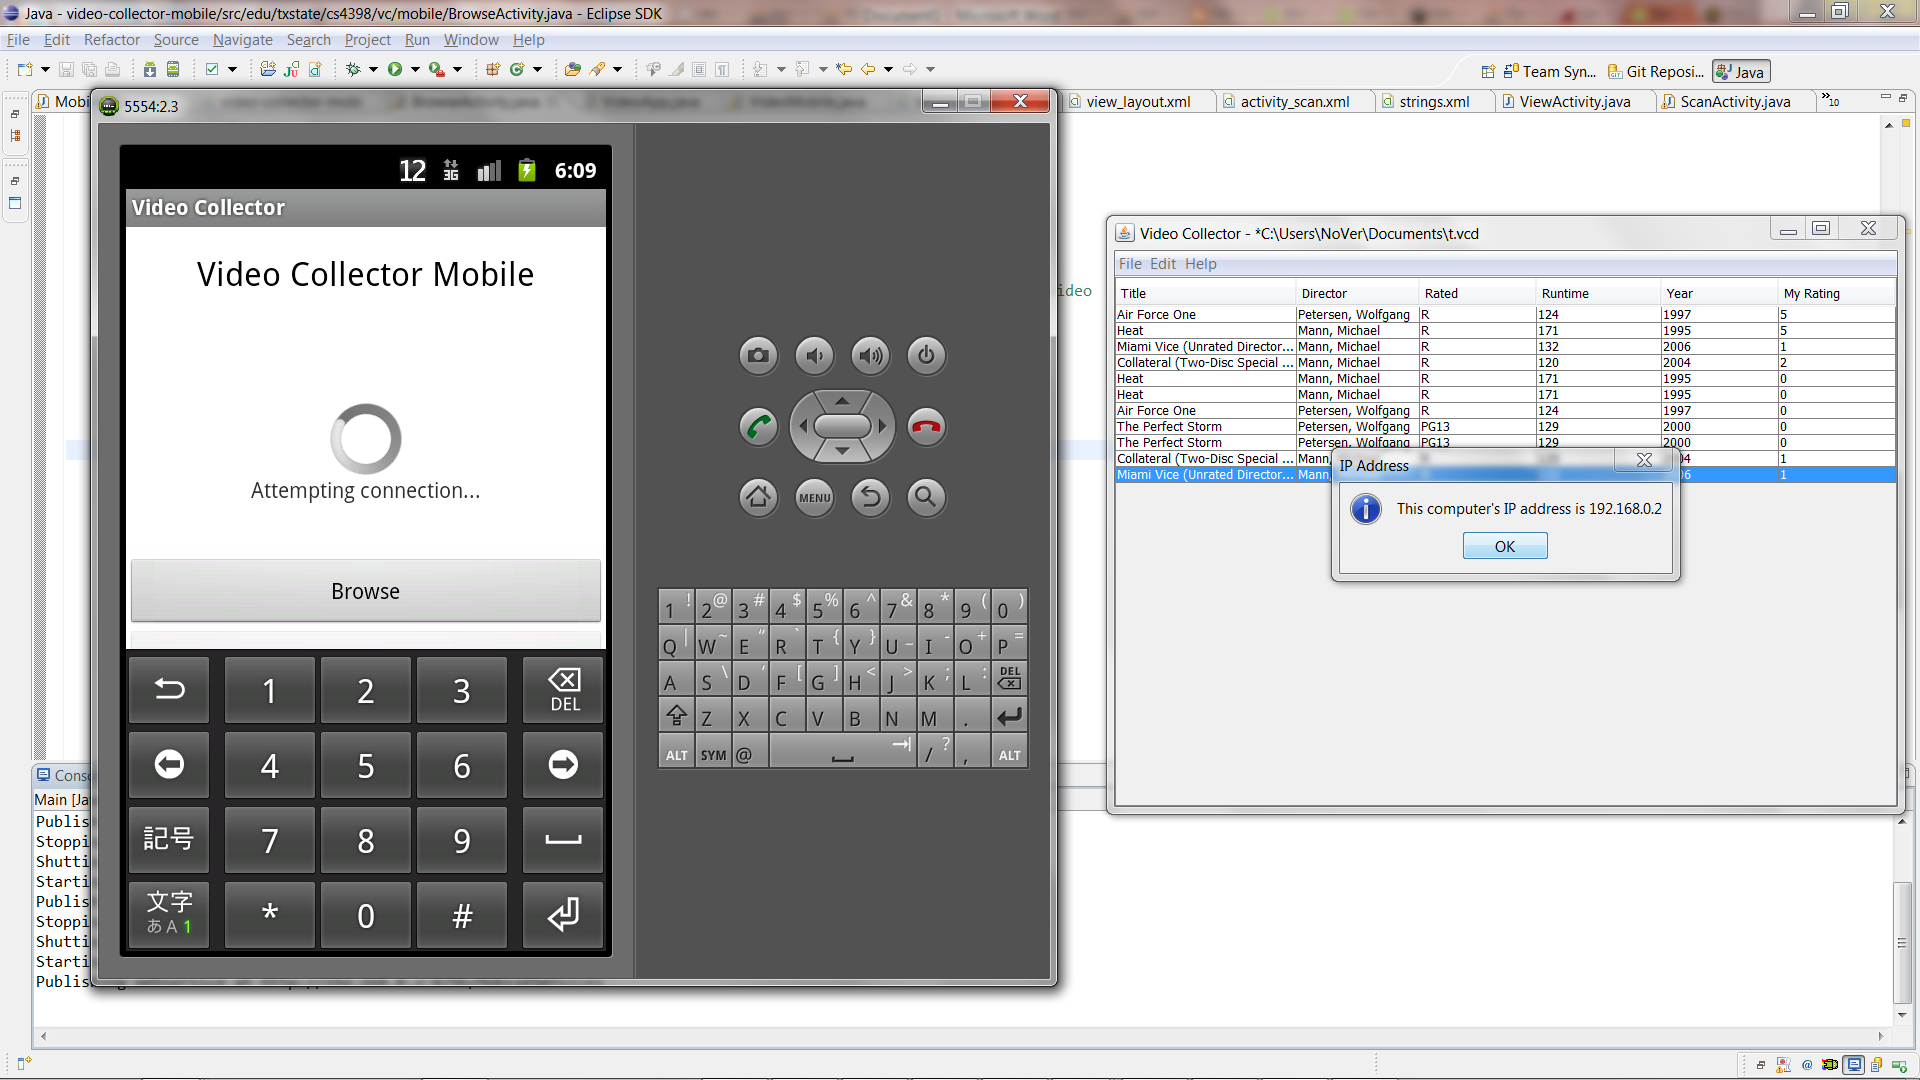 Java - video-collector-mobile/src/edu/txstate/cs4398/vc/mobile/BrowseActivity.java - Eclipse SDK
File Edit Refactor Source Navigate Search Project Run Window Help
Team Syn... Git Reposi... Java
Mobi
view_layout.xml activity_scan.xml strings.xml ViewActivity.java ScanActivity.java »10
5554:2.3
12 3G 6:09
Video Collector
Video Collector Mobile
Attempting connection...
Browse
1 2 3 DEL
4 5 6
記号 7 8 9
文字 あ A 1 * 0 #
MENU
1 ! 2 @ 3 # 4 $ 5 % 6 ^ 7 & 8 * 9 ( 0 )
Q | W ~ E “ R ` T { Y } U _ I - O + P =
A S \ D ‘ F [ G ] H < J > K ; L : DEL
Z X C V B N M .
ALT SYM @ / ? , ALT
ideo
Video Collector - *C:\Users\NoVer\Documents\t.vcd
File Edit Help
Title Director Rated Runtime Year My Rating
Air Force One Petersen, Wolfgang R 124 1997 5
Heat Mann, Michael R 171 1995 5
Miami Vice (Unrated Director... Mann, Michael R 132 2006 1
Collateral (Two-Disc Special ... Mann, Michael R 120 2004 2
Heat Mann, Michael R 171 1995 0
Heat Mann, Michael R 171 1995 0
Air Force One Petersen, Wolfgang R 124 1997 0
The Perfect Storm Petersen, Wolfgang PG13 129 2000 0
The Perfect Storm Petersen, Wolfgang PG13 129 2000 0
Collateral (Two-Disc Special ... Mann, 04 1
Miami Vice (Unrated Director... Mann, 06 1
IP Address
This computer's IP address is 192.168.0.2
OK
Conso
Main [Ja
Publis
Stoppi
Shutti
Starti
Publis
Stoppi
Shutti
Starti
Publis